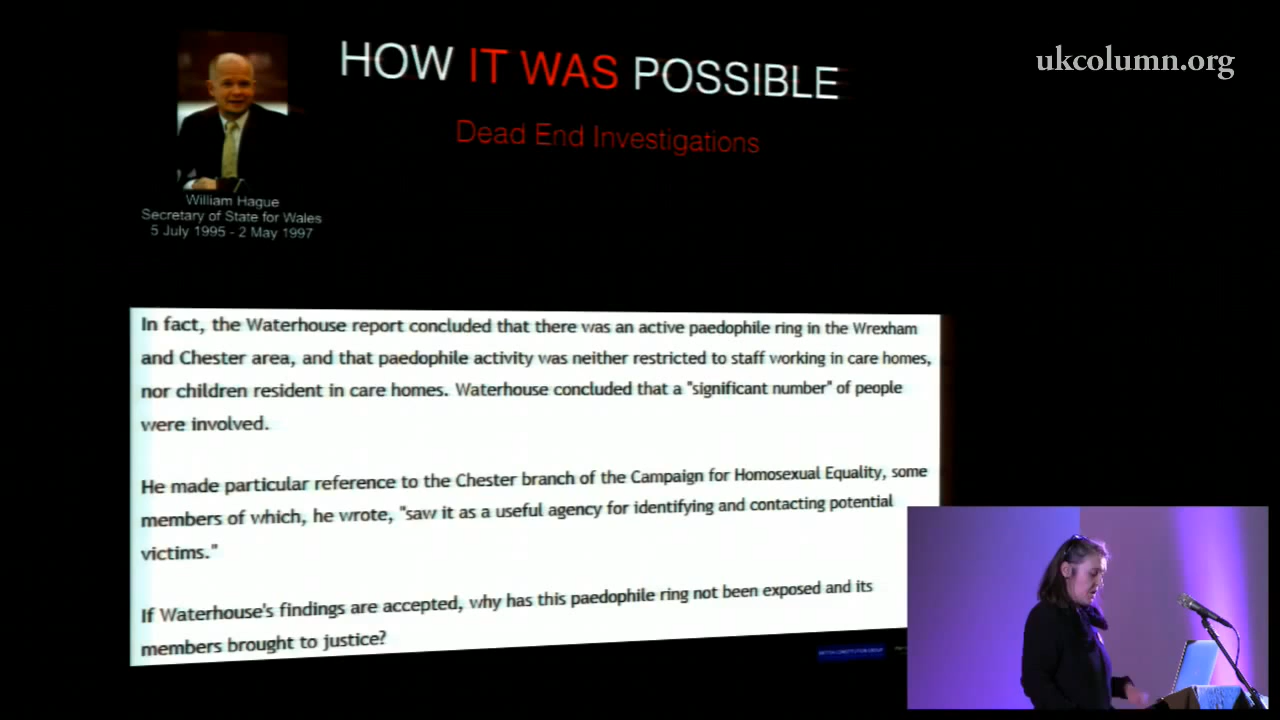 HOW IT WAS POSSIBLE
ukcolumn.org
Dead End Investigations
William Hague
Secretary of State for Wales
5 July 1995 - 2 May 1997
In fact, the Waterhouse report concluded that there was an active paedophile ring in the Wrexham
and Chester area, and that paedophile activity was neither restricted to staff working in care homes,
nor children resident in care homes. Waterhouse concluded that a "significant number" of people
were involved.
He made particular reference to the Chester branch of the Campaign for Homosexual Equality, some
members of which, he wrote, "saw it as a useful agency for identifying and contacting potential
victims."
If Waterhouse's findings are accepted, why has this paedophile ring not been exposed and its
members brought to justice?
BRITISH CONSTITUTION GROUP